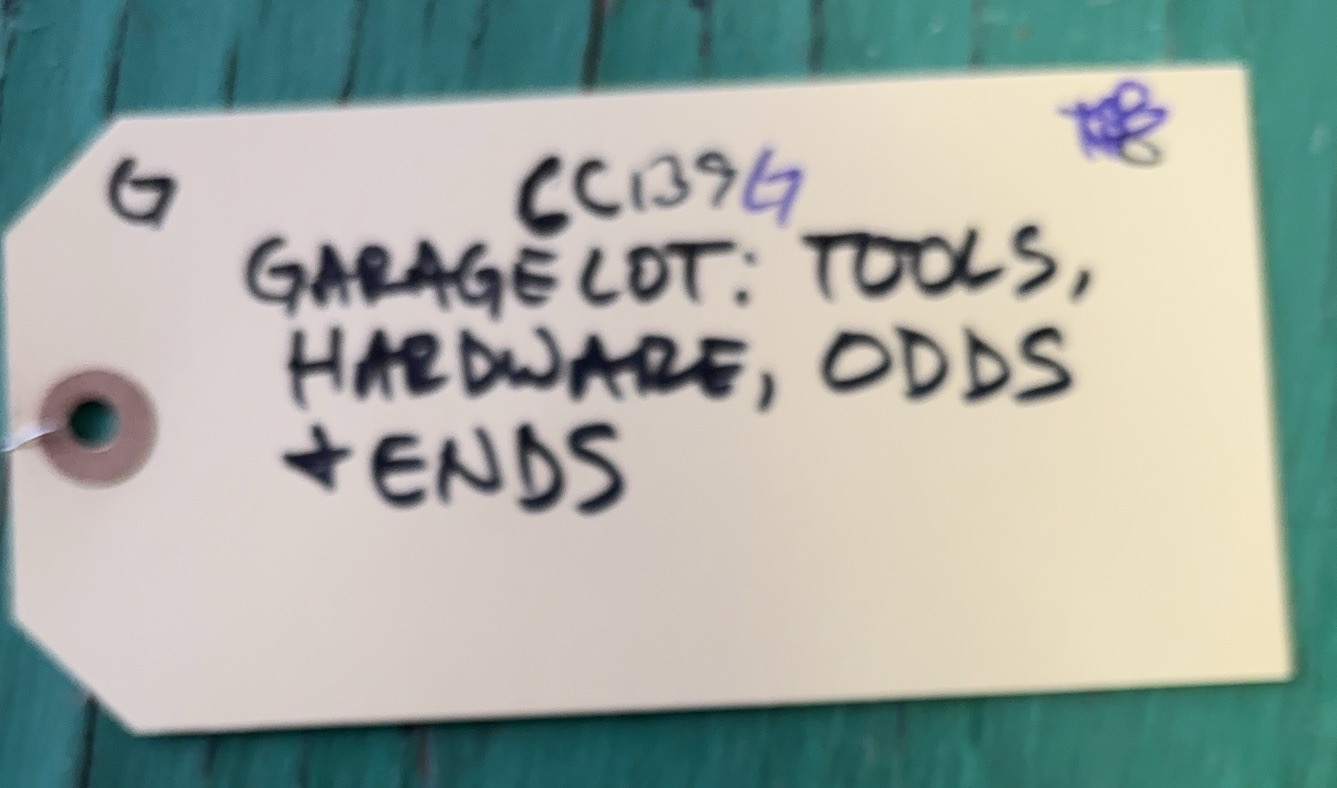 G
CC139G
GARAGE LOT: TOOLS,
HARDWARE, ODDS
+ ENDS